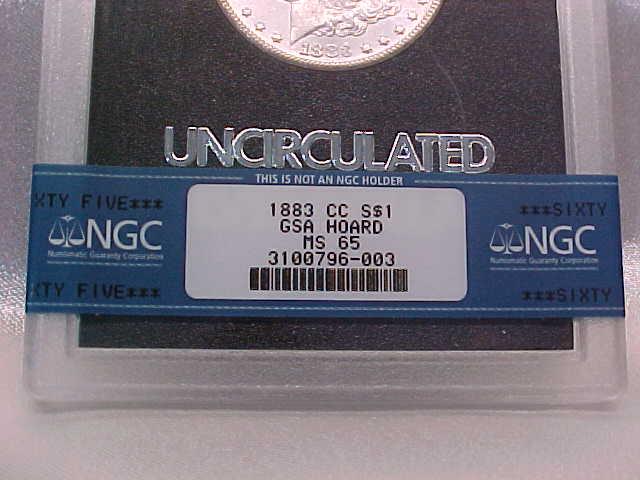 1883
UNCIRCULATED
THIS IS NOT AN NGC HOLDER
XTY FIVE***
***SIXTY
NGC
Numismatic Guaranty Corporation
1883 CC S$1
GSA HOARD
MS 65
3100796-003
NGC
Numismatic Guaranty Corporation
XTY FIVE***
***SIXTY